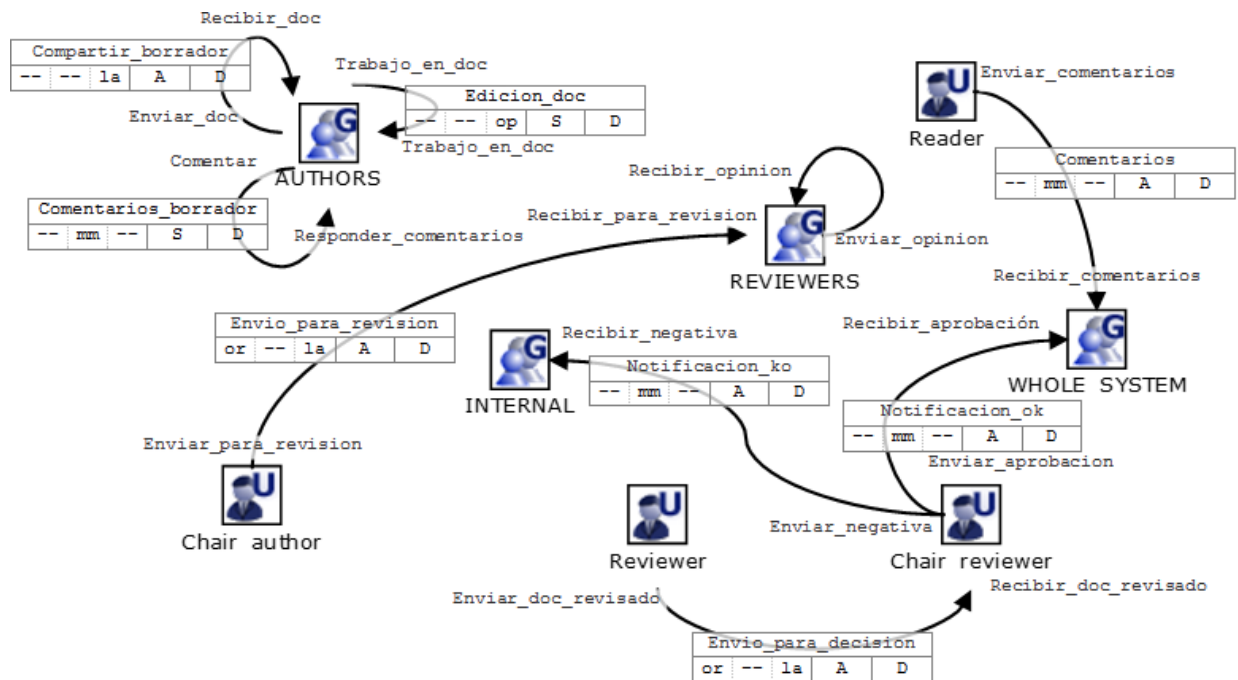 Recibir_doc
Compartir_borrador
-- -- la A D
Enviar_doc
Trabajo_en_doc
Edicion_doc
-- -- op S D
Trabajo_en_doc
G
AUTHORS
Comentar
Comentarios_borrador
-- mm -- S D
Responder_comentarios
U
Reader
Enviar_comentarios
Comentarios
-- mm -- A D
Recibir_comentarios
Recibir_opinion
Recibir_para_revision
G
Enviar_opinion
REVIEWERS
Envio_para_revision
or -- la A D
Enviar_para_revision
U
Chair author
Recibir_negativa
G
INTERNAL
Notificacion_ko
-- mm -- A D
Recibir_aprobación
G
WHOLE SYSTEM
Notificacion_ok
-- mm -- A D
Enviar_aprobacion
Enviar_negativa
U
Reviewer
U
Chair reviewer
Enviar_doc_revisado
Recibir_doc_revisado
Envio_para_decision
or -- la A D